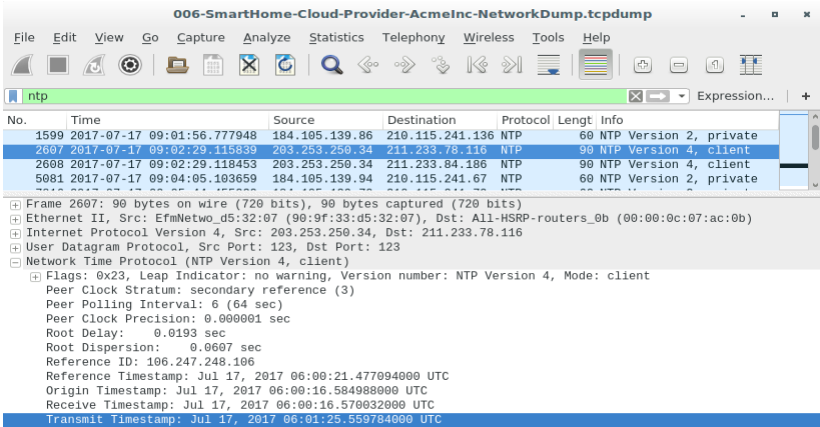 006-SmartHome-Cloud-Provider-AcmeInc-NetworkDump.tcpdump
File Edit View Go Capture Analyze Statistics Telephony Wireless Tools Help
ntp Expression... +
No. Time Source Destination Protocol Lengt Info
1599 2017-07-17 09:01:56.777948 184.105.139.86 210.115.241.136 NTP 60 NTP Version 2, private
2607 2017-07-17 09:02:29.115839 203.253.250.34 211.233.78.116 NTP 90 NTP Version 4, client
2608 2017-07-17 09:02:29.118453 203.253.250.34 211.233.84.186 NTP 90 NTP Version 4, client
5081 2017-07-17 09:04:05.103659 184.105.139.94 210.115.241.67 NTP 60 NTP Version 2, private
Frame 2607: 90 bytes on wire (720 bits), 90 bytes captured (720 bits)
Ethernet II, Src: EfmNetwo_d5:32:07 (90:9f:33:d5:32:07), Dst: All-HSRP-routers_0b (00:00:0c:07:ac:0b)
Internet Protocol Version 4, Src: 203.253.250.34, Dst: 211.233.78.116
User Datagram Protocol, Src Port: 123, Dst Port: 123
Network Time Protocol (NTP Version 4, client)
Flags: 0x23, Leap Indicator: no warning, Version number: NTP Version 4, Mode: client
Peer Clock Stratum: secondary reference (3)
Peer Polling Interval: 6 (64 sec)
Peer Clock Precision: 0.000001 sec
Root Delay: 0.0193 sec
Root Dispersion: 0.0607 sec
Reference ID: 106.247.248.106
Reference Timestamp: Jul 17, 2017 06:00:21.477094000 UTC
Origin Timestamp: Jul 17, 2017 06:00:16.584988000 UTC
Receive Timestamp: Jul 17, 2017 06:00:16.570032000 UTC
Transmit Timestamp: Jul 17, 2017 06:01:25.559784000 UTC